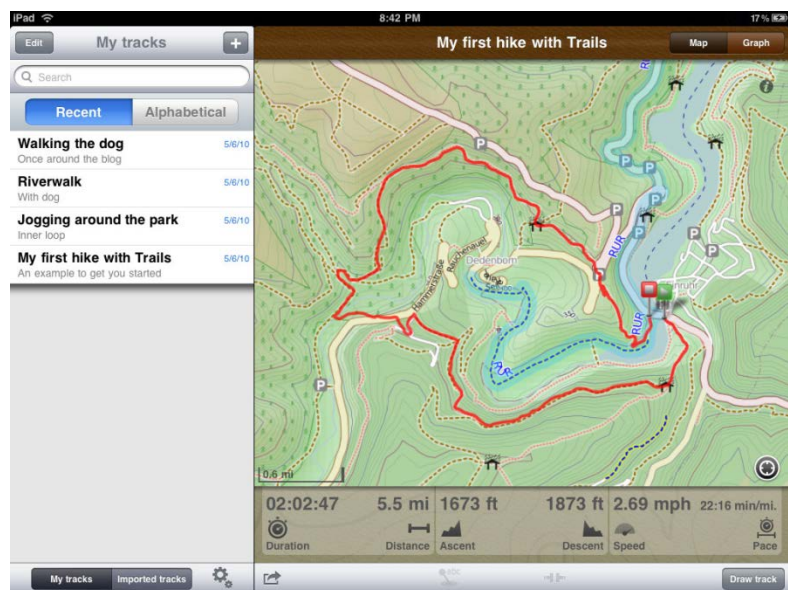 iPad 8:42 PM 17%
Edit My tracks +
My first hike with Trails
Map Graph
Search
Recent Alphabetical
Walking the dog 5/6/10
Once around the blog
Riverwalk 5/6/10
With dog
Jogging around the park 5/6/10
Inner loop
My first hike with Trails 5/6/10
An example to get you started
P
P
P
P
P
P
P
P
P
RUR
RUR
RUR
Rauchenauel
Dedenborn
Hammerstraße
0.6 mi
02:02:47 5.5 mi 1673 ft 1873 ft 2.69 mph 22:16 min/mi.
Duration Distance Ascent Descent Speed Pace
My tracks Imported tracks
Draw track